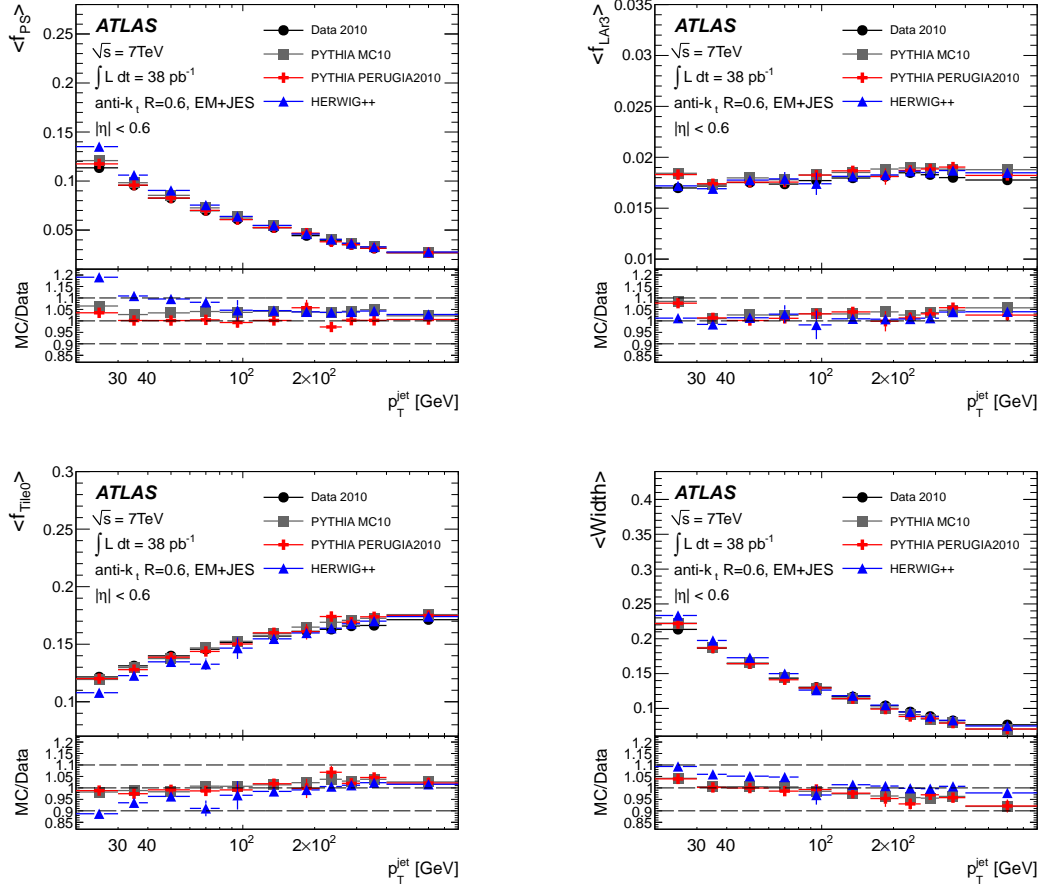 <f_PS>
ATLAS
√s = 7TeV
∫ L dt = 38 pb⁻¹
anti-k_t R=0.6, EM+JES
|η| < 0.6
Data 2010
PYTHIA MC10
PYTHIA PERUGIA2010
HERWIG++
0.25
0.2
0.15
0.1
0.05
MC/Data
1.2
1.15
1.1
1.05
1.0
0.95
0.9
0.85
30 40 10² 2×10²
p_T^jet [GeV]
<f_LAr3>
ATLAS
√s = 7TeV
∫ L dt = 38 pb⁻¹
anti-k_t R=0.6, EM+JES
|η| < 0.6
Data 2010
PYTHIA MC10
PYTHIA PERUGIA2010
HERWIG++
0.035
0.03
0.025
0.02
0.015
0.01
MC/Data
1.2
1.15
1.1
1.05
1.0
0.95
0.9
0.85
30 40 10² 2×10²
p_T^jet [GeV]
<f_Tile0>
ATLAS
√s = 7TeV
∫ L dt = 38 pb⁻¹
anti-k_t R=0.6, EM+JES
|η| < 0.6
Data 2010
PYTHIA MC10
PYTHIA PERUGIA2010
HERWIG++
0.3
0.25
0.2
0.15
0.1
MC/Data
1.2
1.15
1.1
1.05
1.0
0.95
0.9
0.85
30 40 10² 2×10²
p_T^jet [GeV]
<Width>
ATLAS
√s = 7TeV
∫ L dt = 38 pb⁻¹
anti-k_t R=0.6, EM+JES
|η| < 0.6
Data 2010
PYTHIA MC10
PYTHIA PERUGIA2010
HERWIG++
0.4
0.25
0.2
0.15
0.1
MC/Data
1.2
1.15
1.1
1.05
1.0
0.95
0.9
0.85
30 40 10² 2×10²
p_T^jet [GeV]